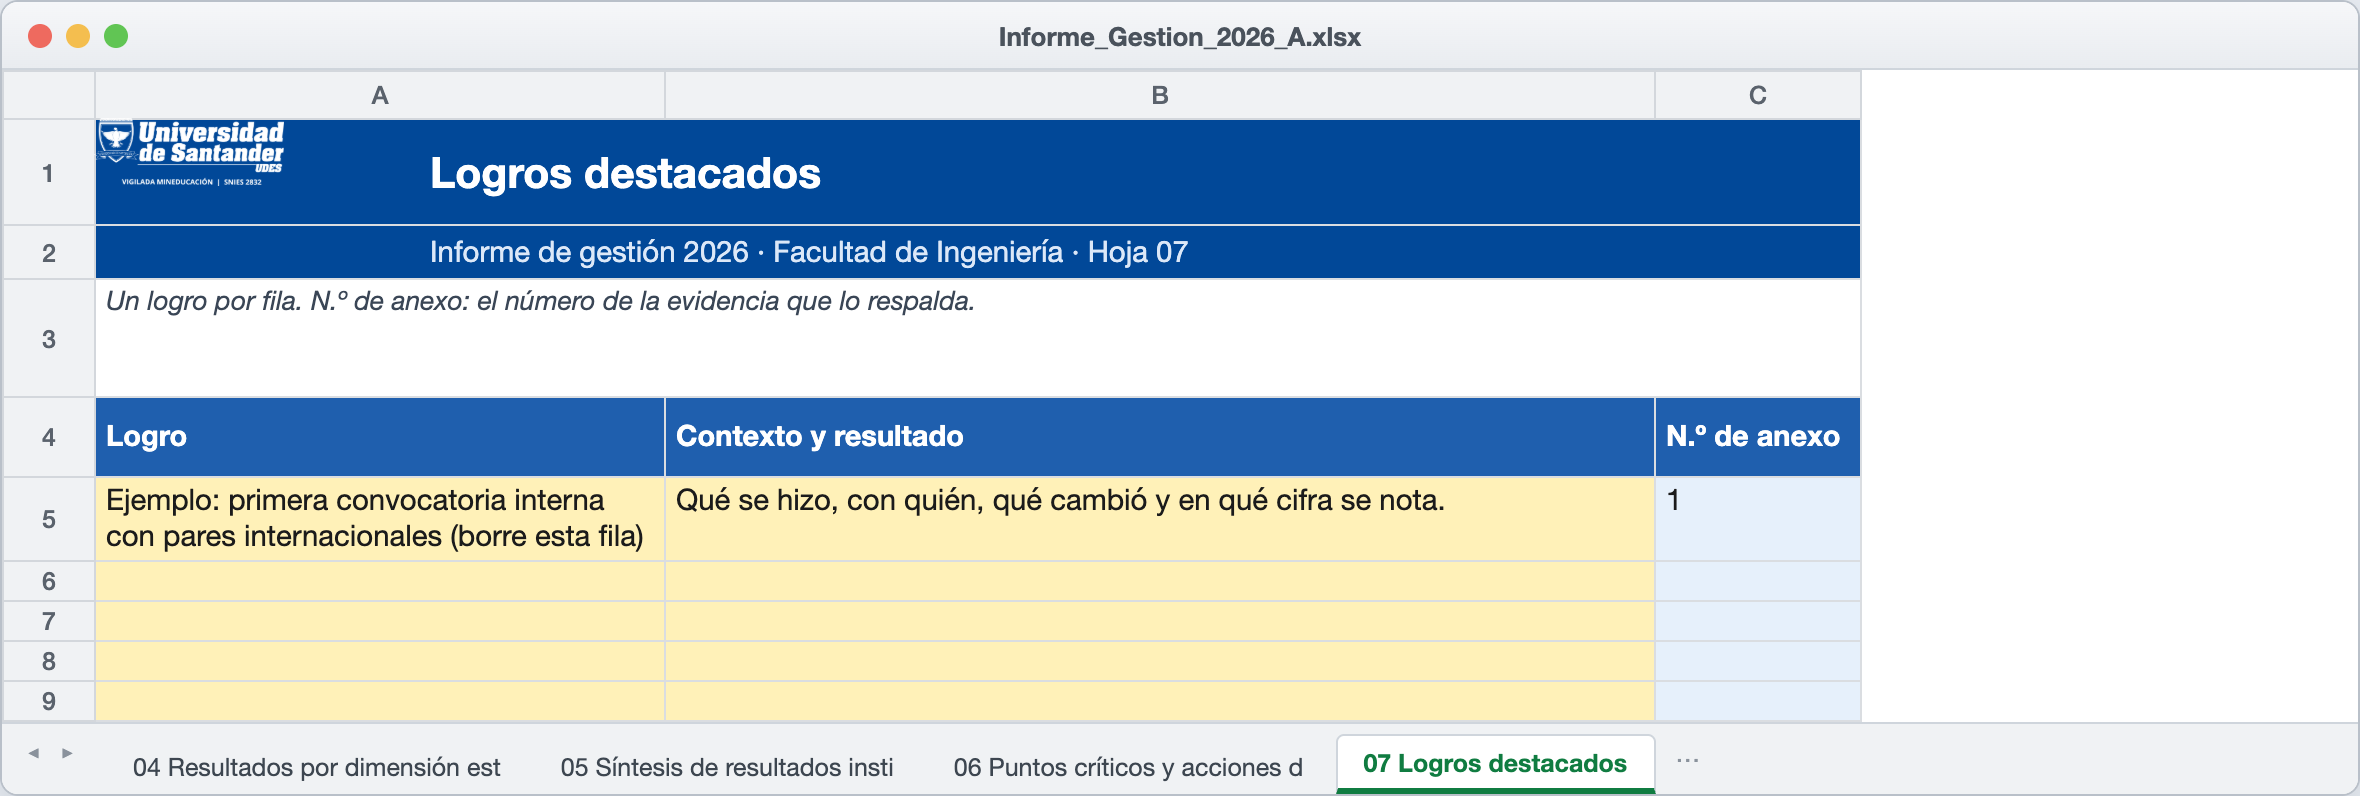 Informe_Gestion_2026_A.xlsx
A B C
1
Universidad
de Santander
UDES
VIGILADA MINEDUCACIÓN | SNIES 2832
Logros destacados
2 Informe de gestión 2026 · Facultad de Ingeniería · Hoja 07
3 Un logro por fila. N.º de anexo: el número de la evidencia que lo respalda.
4 Logro Contexto y resultado N.º de anexo
5 Ejemplo: primera convocatoria interna
con pares internacionales (borre esta fila)
Qué se hizo, con quién, qué cambió y en qué cifra se nota.
1
6
7
8
9
04 Resultados por dimensión est 05 Síntesis de resultados insti 06 Puntos críticos y acciones d 07 Logros destacados ...